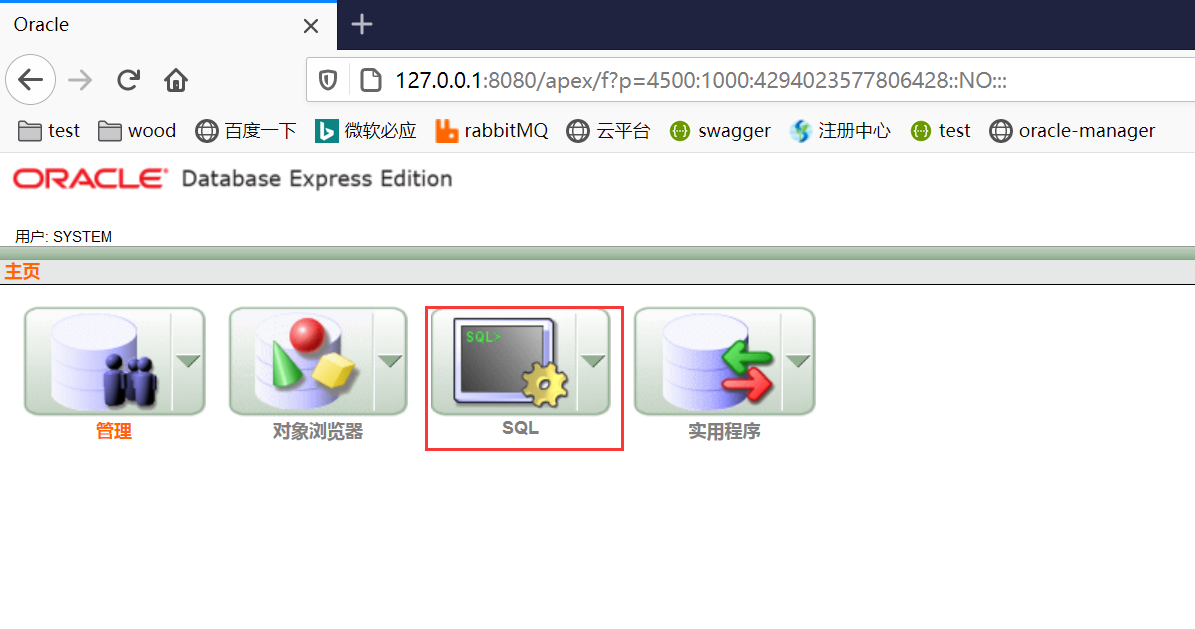 Oracle
127.0.0.1:8080/apex/f?p=4500:1000:4294023577806428::NO:::
test wood 百度一下 微软必应 rabbitMQ 云平台 swagger 注册中心 test oracle-manager
ORACLE Database Express Edition
用户: SYSTEM
主页
SQL>
管理 对象浏览器 SQL 实用程序